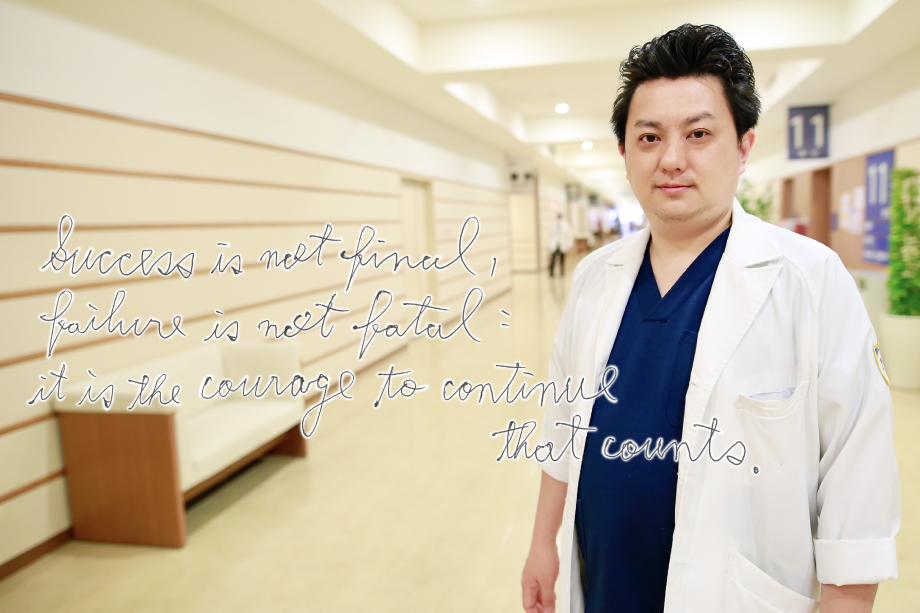 11
11
Success is not final,
failure is not fatal:
it is the courage to continue
that counts.